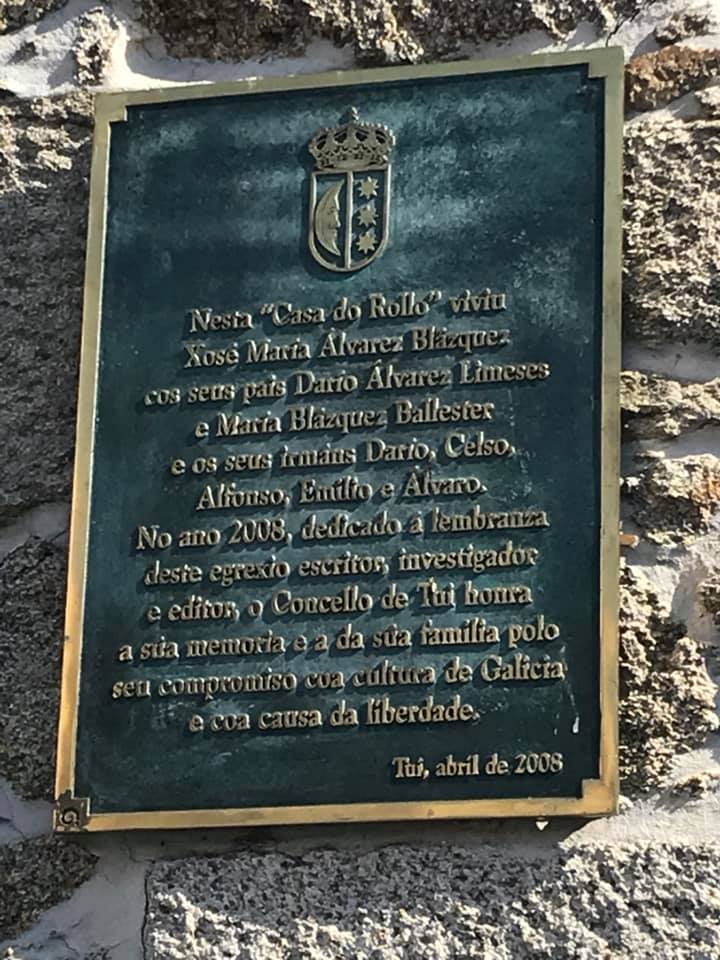 Nesta "Casa do Rollo" viviu
Xosé María Álvarez Blázquez
cos seus pais Darío Álvarez Limeses
e María Blázquez Ballester
e os seus irmáns Darío, Celso,
Alfonso, Emilio e Álvaro.
No ano 2008, dedicado á lembranza
deste egrexio escritor, investigador
e editor, o Concello de Tui honra
a súa memoria e a da súa familia polo
seu compromiso coa cultura de Galicia
e coa causa da liberdade.
Tui, abril de 2008